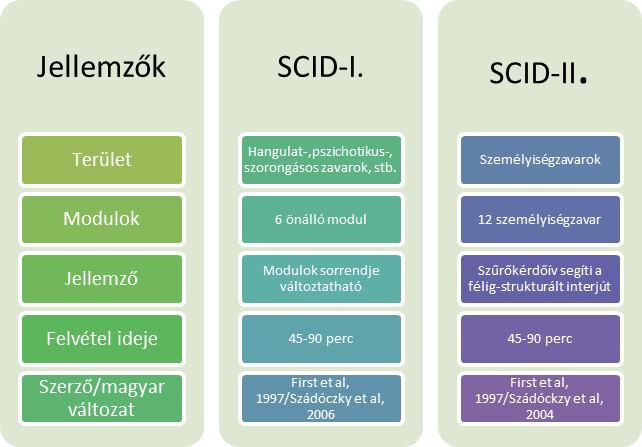 Jellemzők
Terület
Modulok
Jellemző
Felvétel ideje
Szerző/magyar
változat
SCID-I.
Hangulat-,pszichotikus-,
szorongásos zavarok, stb.
6 önálló modul
Modulok sorrendje
változtatható
45-90 perc
First et al,
1997/Szádóczky et al,
2006
SCID-II.
Személyiségzavarok
12 személyiségzavar
Szűrőkérdőív segíti a
félig-strukturált interjút
45-90 perc
First et al,
1997/Szádóckzy et al,
2004